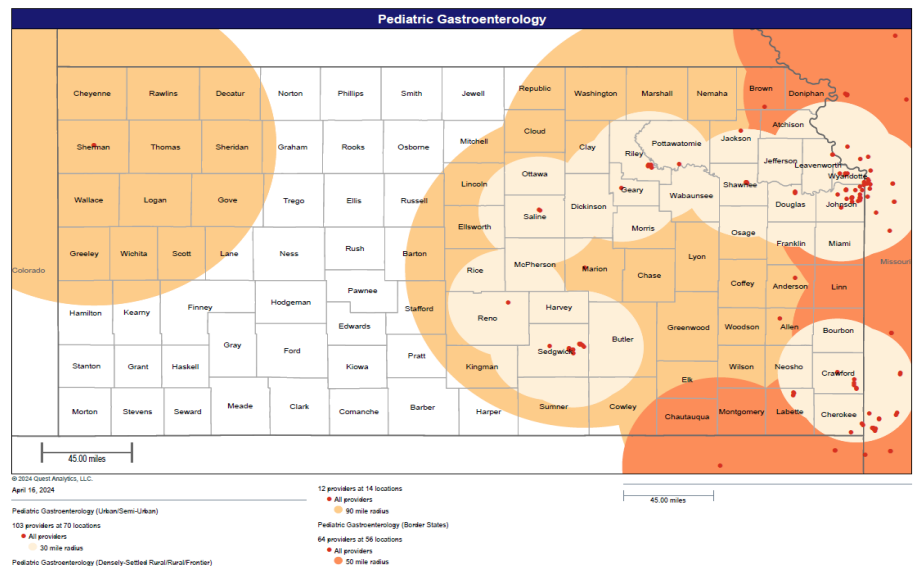 Pediatric Gastroenterology
Cheyenne Rawlins Decatur Norton Phillips Smith Jewell Republic Washington Marshall Nemaha Brown Doniphan
Atchison
Cloud
Sherman Thomas Sheridan Graham Rooks Osborne Mitchell Clay Riley Pottawatomie Jackson
Jefferson Leavenworth
Ottawa
Wyandotte
Lincoln
Wallace Logan Gove Trego Ellis Russell Saline Dickinson Geary Wabaunsee Shawnee Douglas Johnson
Ellsworth Morris Osage
Greeley Wichita Scott Lane Ness Rush Barton Rice McPherson Marion Chase Lyon Franklin Miami
Colorado
Missouri
Pawnee
Coffey Anderson Linn
Hamilton Kearny Finney Hodgeman Stafford Reno Harvey
Edwards
Gray Ford Sedgwick Butler Greenwood Woodson Allen Bourbon
Stanton Grant Haskell Kiowa Pratt Kingman Elk Wilson Neosho Crawford
Morton Stevens Seward Meade Clark Comanche Barber Harper Sumner Cowley Chautauqua Montgomery Labette Cherokee
45.00 miles
© 2024 Quest Analytics, LLC.
April 16, 2024
Pediatric Gastroenterology (Urban/Semi-Urban)
103 providers at 70 locations
All providers
30 mile radius
Pediatric Gastroenterology (Densely-Settled Rural/Rural/Frontier)
12 providers at 14 locations
All providers
90 mile radius
Pediatric Gastroenterology (Border States)
64 providers at 56 locations
All providers
50 mile radius
45.00 miles